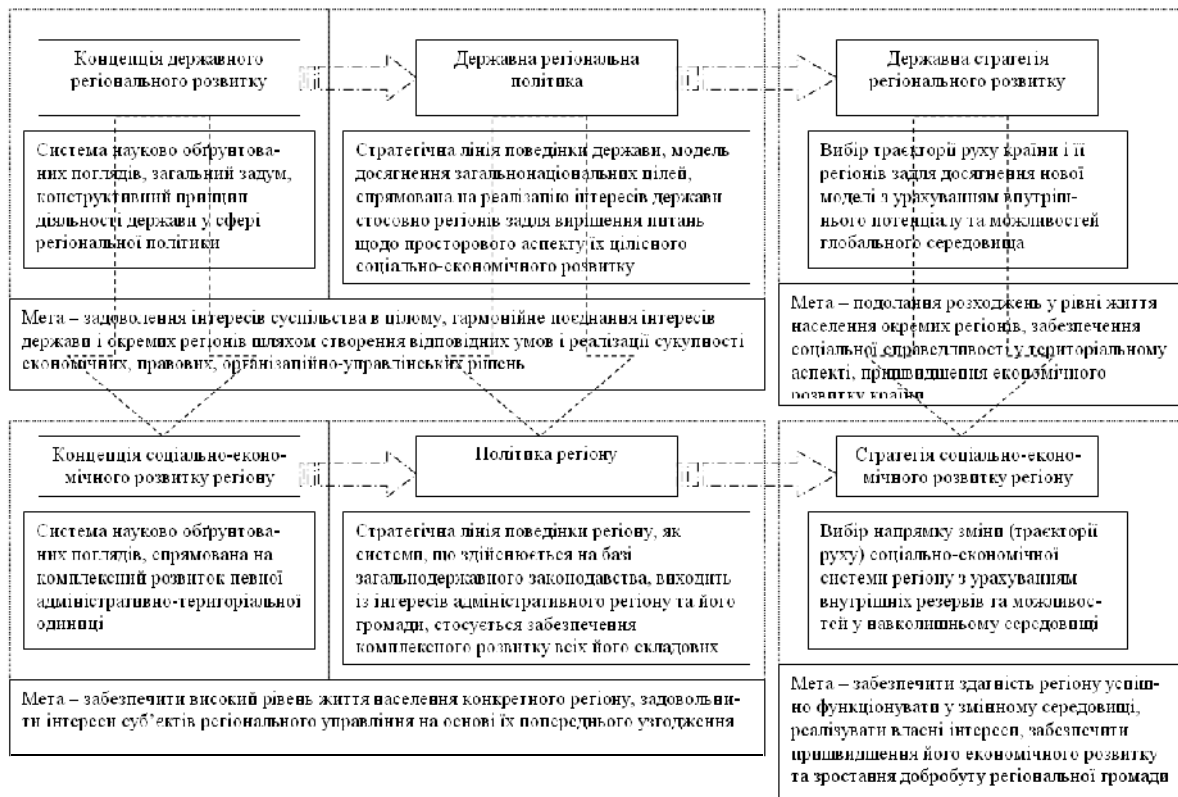 Концепція державного
регіонального розвитку
Державна регіональна
політика
Державна стратегія
регіонального розвитку
Система науково обґрунтова-
них поглядів, загальний задум,
конструктивний принцип
діяльності держави у сфері
регіональної політики
Стратегічна лінія поведінки держави, модель
досягнення загальнонаціональних цілей,
спрямована на реалізацію інтересів держави
стосовно регіонів задля вирішення питань
щодо просторового аспекту їх цілісного
соціально-економічного розвитку
Вибір траєкторії руху країни і її
регіонів задля досягнення нової
моделі з урахуванням внутріш-
нього потенціалу та можливостей
глобального середовища
Мета – задоволення інтересів суспільства в цілому, гармонійне поєднання інтересів
держави і окремих регіонів шляхом створення відповідних умов і реалізації сукупності
економічних, правових, організаційно-управлінських рішень
Мета – подолання розходжень у рівні життя
населення окремих регіонів, забезпечення
соціальної справедливості у територіальному
аспекті, пришвидшення економічного
розвитку країни
Концепція соціально-еконо-
мічного розвитку регіону
Політика регіону
Стратегія соціально-еконо-
мічного розвитку регіону
Система науково обґрунтова-
них поглядів, спрямована на
комплексний розвиток певної
адміністративно-територіальної
одиниці
Стратегічна лінія поведінки регіону, як
системи, що здійснюється на базі
загальнодержавного законодавства, виходить
із інтересів адміністративного регіону та його
громади, стосується забезпечення
комплексного розвитку всіх його складових
Вибір напрямку зміни (траєкторії
руху) соціально-економічної
системи регіону з урахуванням
внутрішніх резервів та можливос-
тей у навколишньому середовищі
Мета – забезпечити високий рівень життя населення конкретного регіону, задовольни-
ти інтереси суб’єктів регіонального управління на основі їх попереднього узгодження
Мета – забезпечити здатність регіону успіш-
но функціонувати у змінному середовищі,
реалізувати власні інтереси, забезпечити
пришвидшення його економічного розвитку
та зростання добробуту регіональної громади